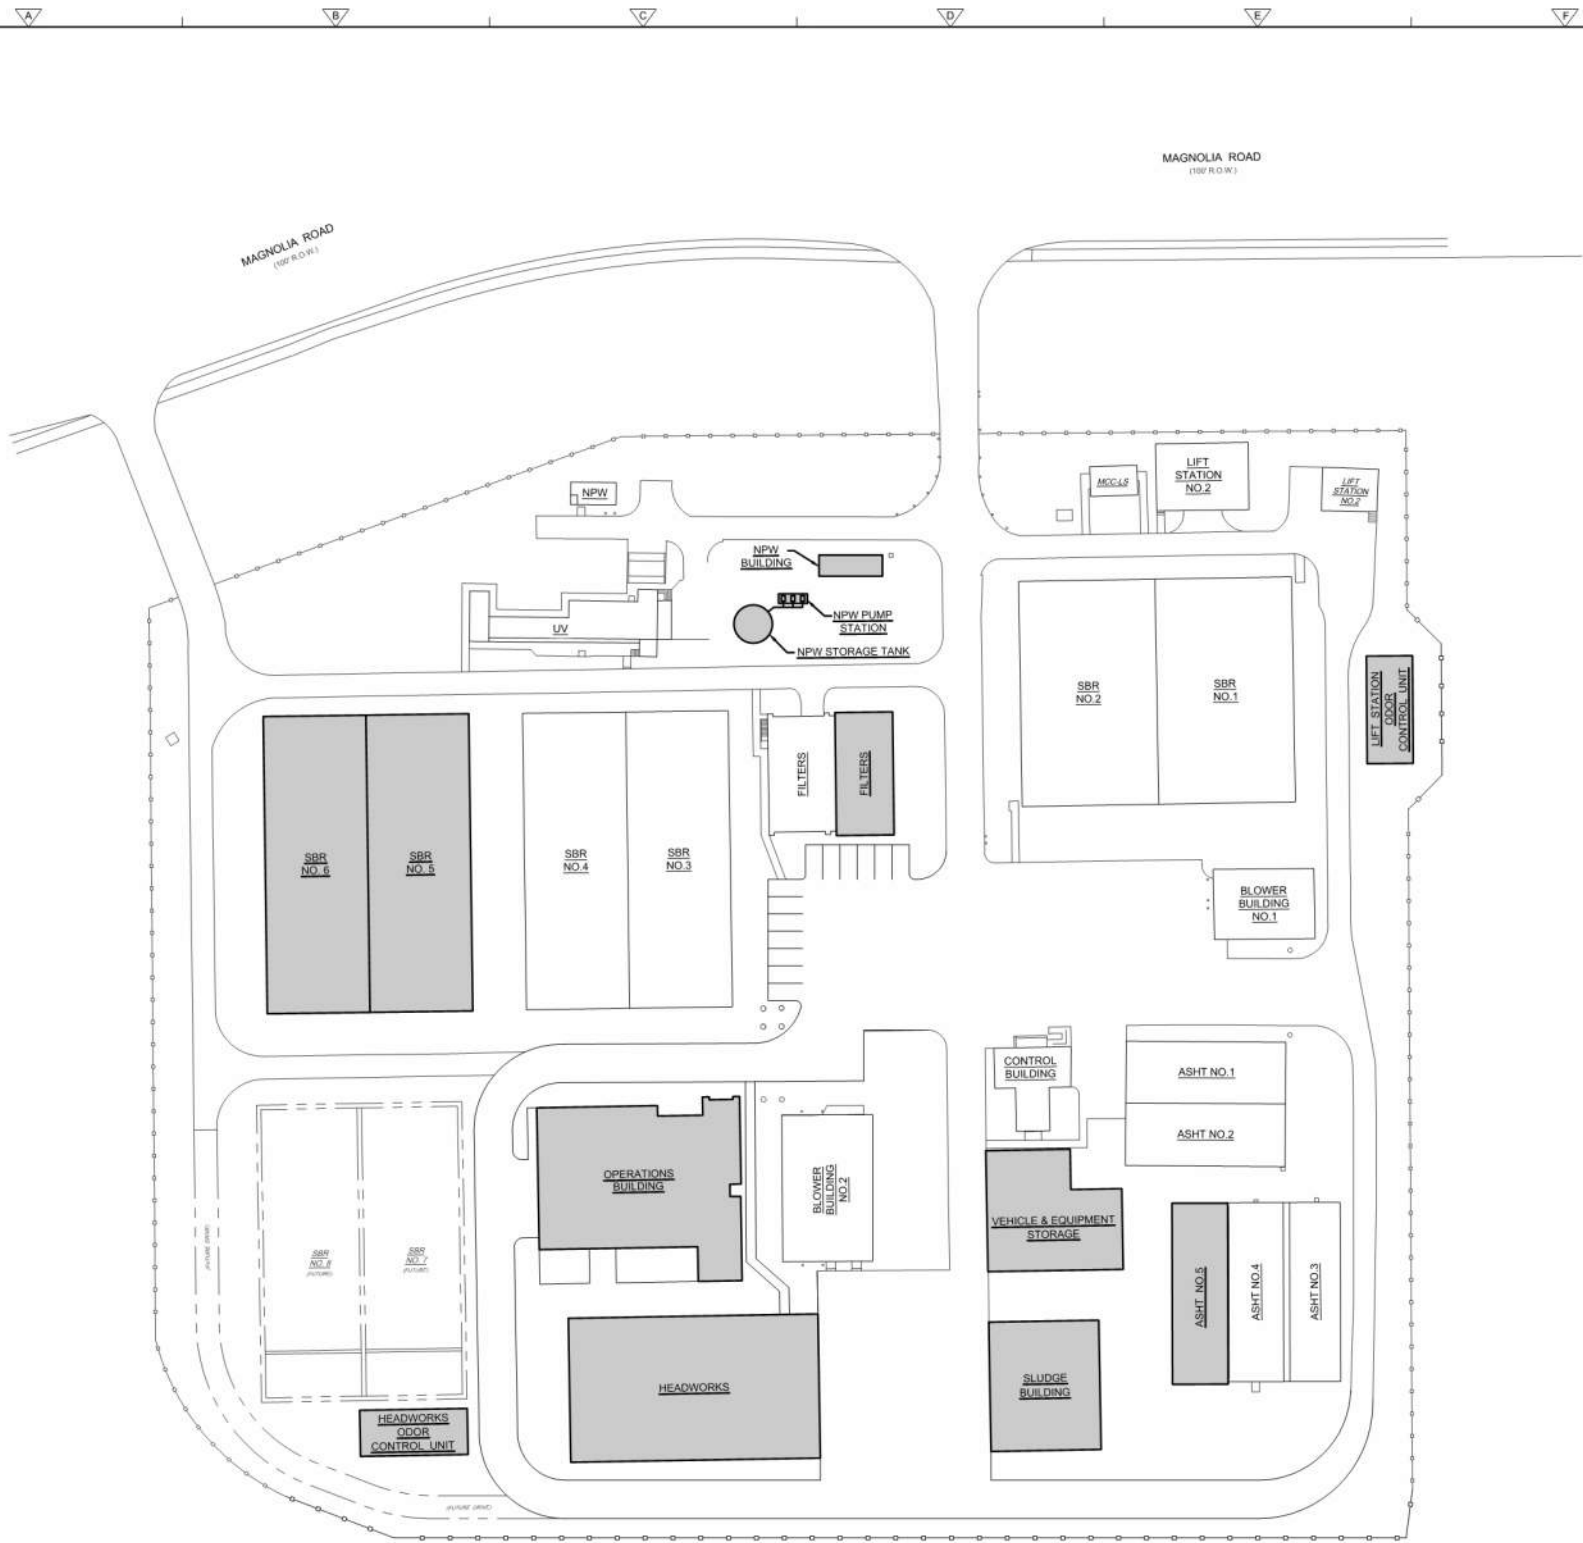 A B C D E F
MAGNOLIA ROAD
(100' R.O.W.)
MAGNOLIA ROAD
(100' R.O.W.)
LIFT
STATION
NO.2
MCC-LS
LIFT
STATION
NO.2
NPW
NPW
BUILDING
NPW PUMP
STATION
NPW STORAGE TANK
UV
SBR
NO.2
SBR
NO.1
LIFT STATION
ODOR
CONTROL UNIT
FILTERS
FILTERS
SBR
NO. 6
SBR
NO. 5
SBR
NO.4
SBR
NO.3
BLOWER
BUILDING
NO.1
CONTROL
BUILDING
ASHT NO.1
ASHT NO.2
OPERATIONS
BUILDING
BLOWER
BUILDING
NO.2
VEHICLE & EQUIPMENT
STORAGE
(FUTURE DRIVE)
SBR
NO. 8
(FUTURE)
SBR
NO. 7
(FUTURE)
ASHT NO.5
ASHT NO.4
ASHT NO.3
HEADWORKS
SLUDGE
BUILDING
HEADWORKS
ODOR
CONTROL UNIT
(FUTURE DRIVE)